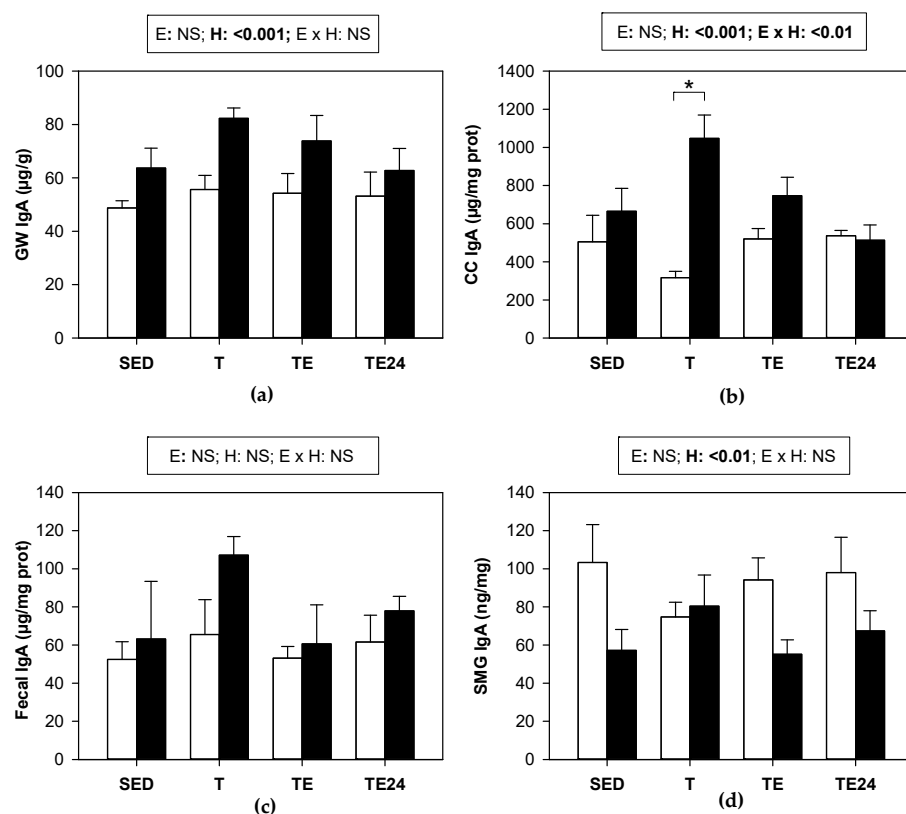 E: NS; H: <0.001; E x H: NS
GW IgA (µg/g)
100
80
60
40
20
0
SED T TE TE24
(a)
E: NS; H: <0.001; E x H: <0.01
CC IgA (µg/mg prot)
1400
1200
1000
800
600
400
200
0
*
SED T TE TE24
(b)
E: NS; H: NS; E x H: NS
Fecal IgA (µg/mg prot)
140
120
100
80
60
40
20
0
SED T TE TE24
(c)
E: NS; H: <0.01; E x H: NS
SMG IgA (ng/mg)
140
120
100
80
60
40
20
0
SED T TE TE24
(d)